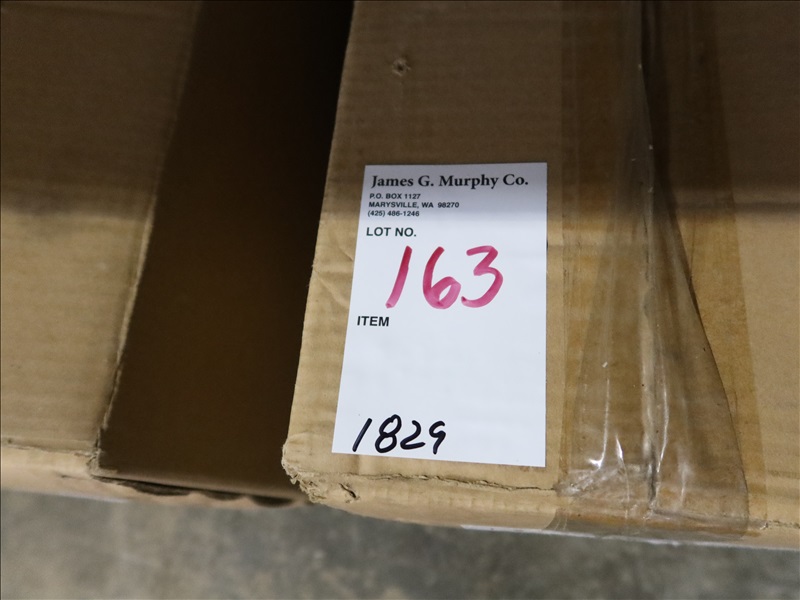 James G. Murphy Co.
P.O. BOX 1127
MARYSVILLE, WA 98270
(425) 486-1246
LOT NO.
163
ITEM
1829